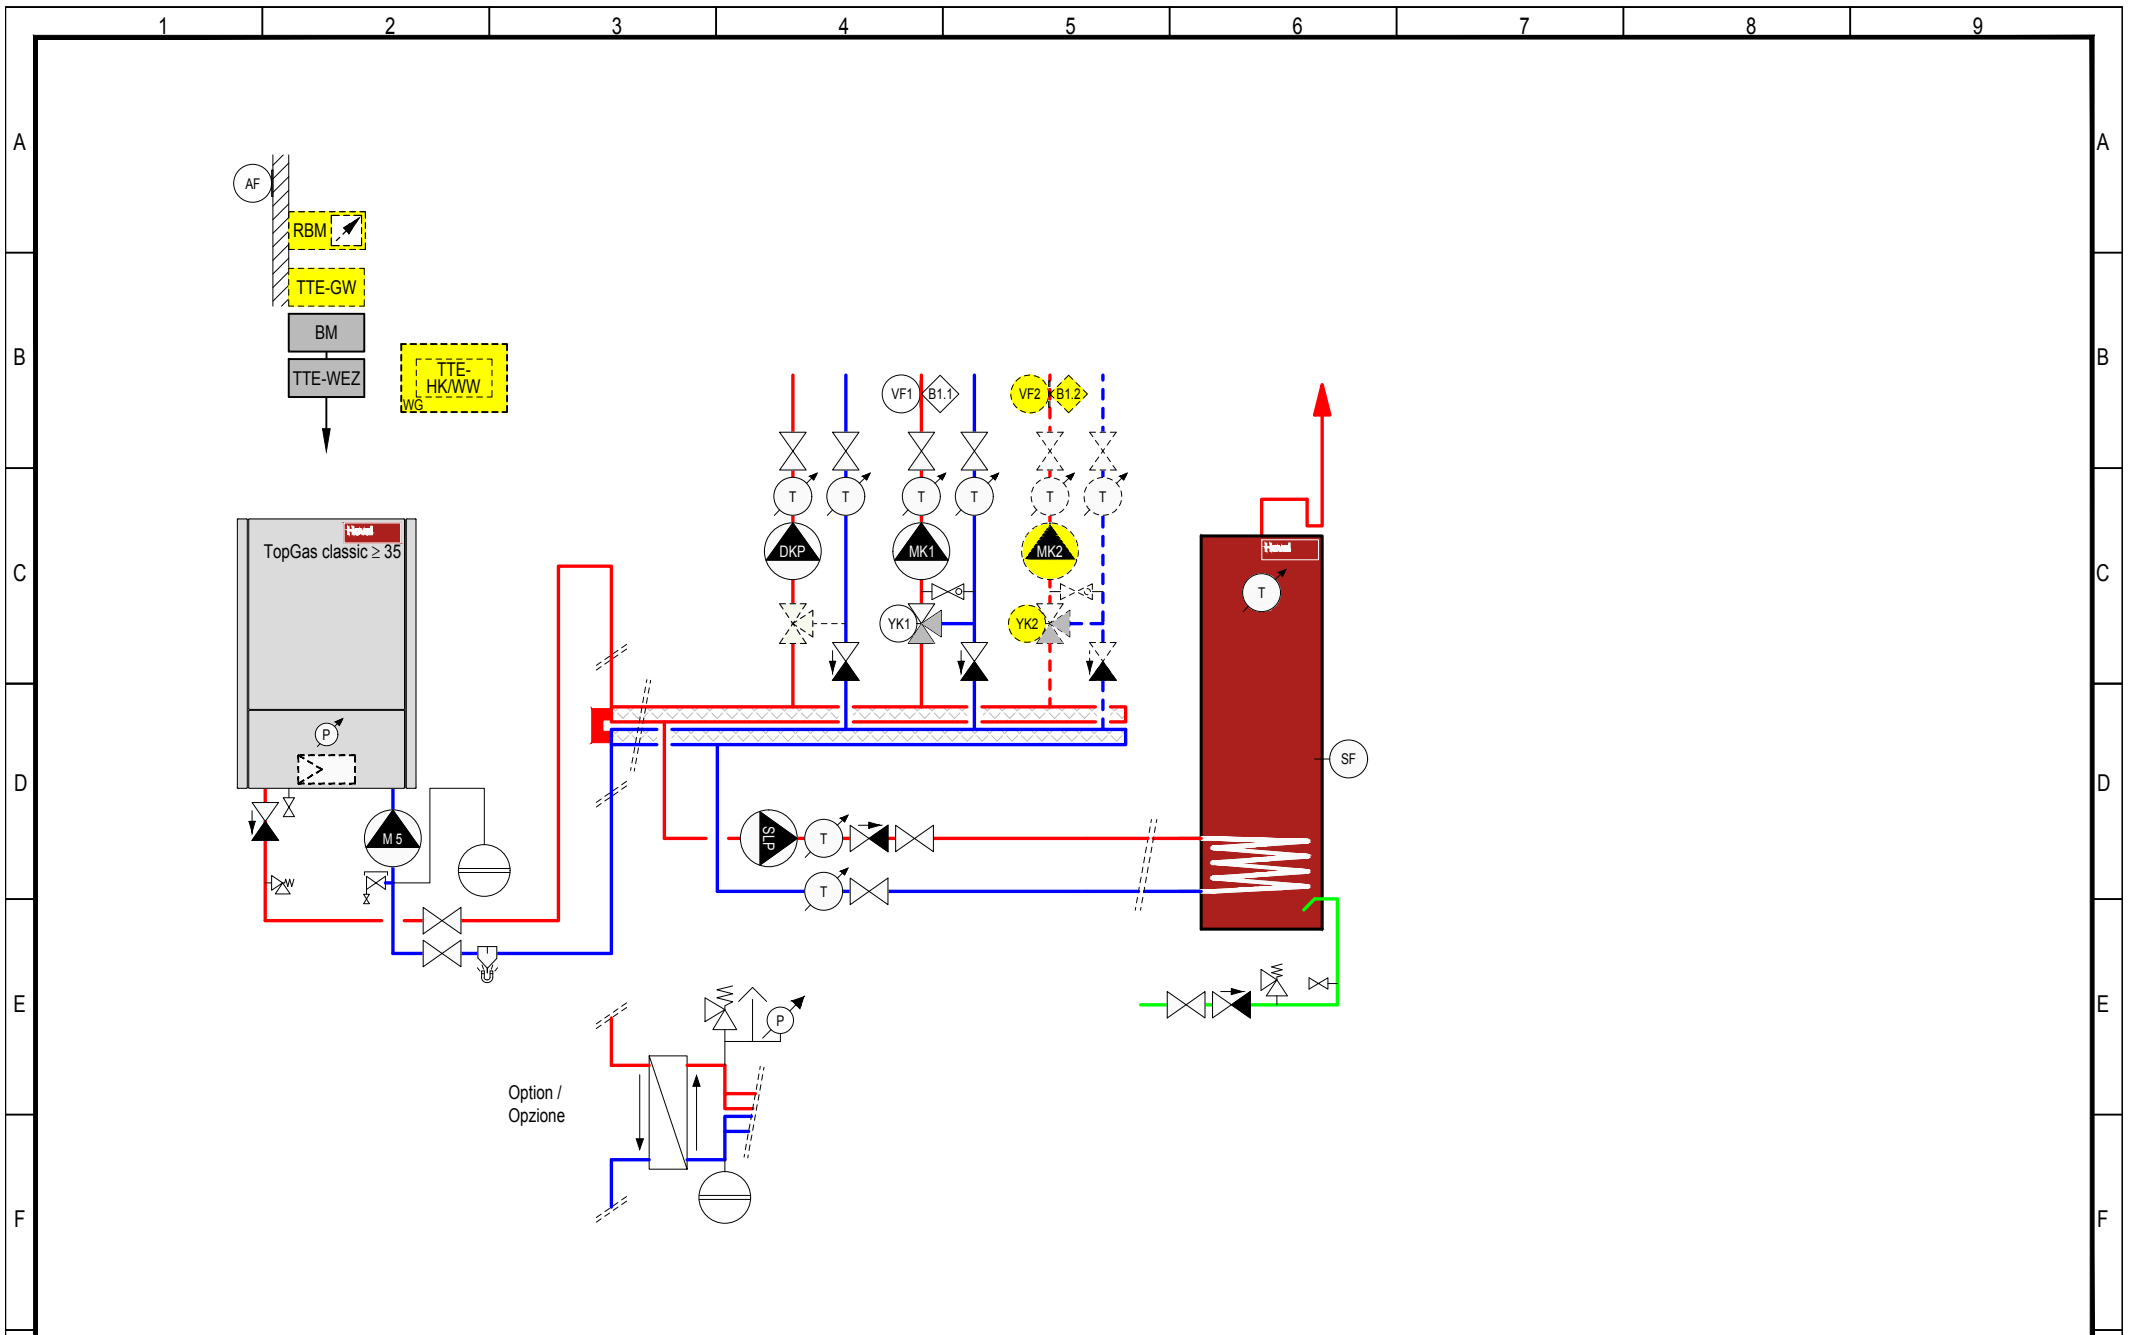 1 2 3 4 5 6 7 8 9
A A
AF
RBM
TTE-GW
BM
B B
TTE-WEZ
TTE-
HK/WW
WG
VF1 B1.1 VF2 B1.2
T T T T T T
Hoval
TopGas classic ≥ 35
DKP MK1 MK2
Hoval
C C
T
YK1 YK2
P
SF
D D
M 5
SLP T
T
E E
P
Option /
Opzione
F F